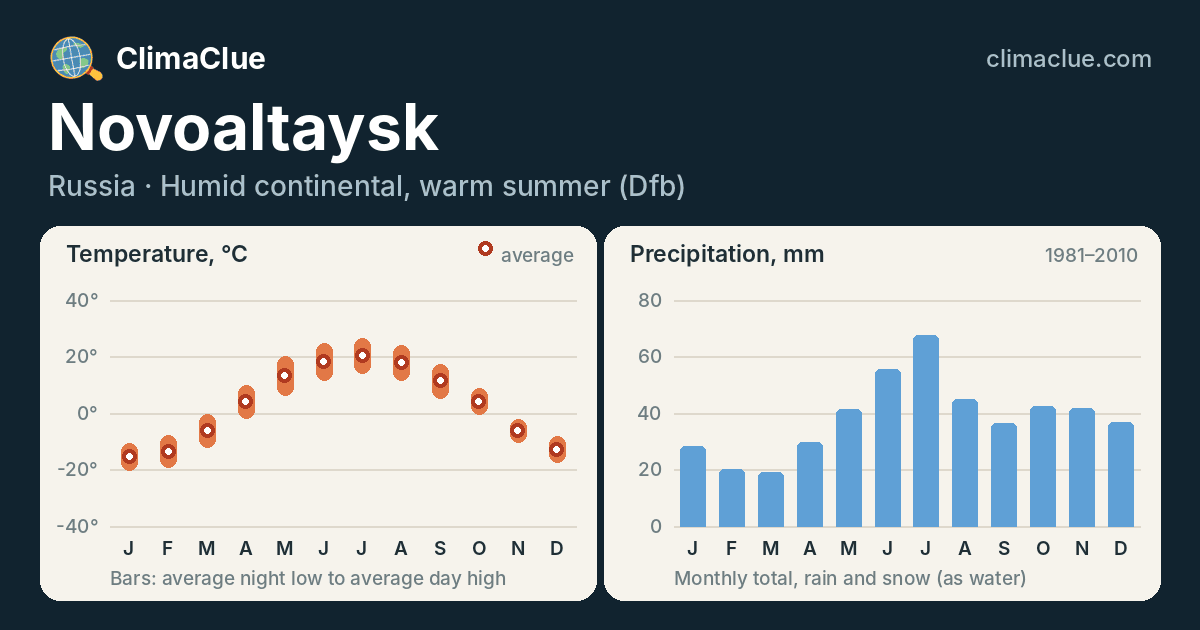 ClimaClue
climaclue.com
Novoaltaysk
Russia · Humid continental, warm summer (Dfb)
Temperature, °C
average
40°
20°
0°
-20°
-40°
J F M A M J J A S O N D
Bars: average night low to average day high
Precipitation, mm
1981–2010
80
60
40
20
0
J F M A M J J A S O N D
Monthly total, rain and snow (as water)